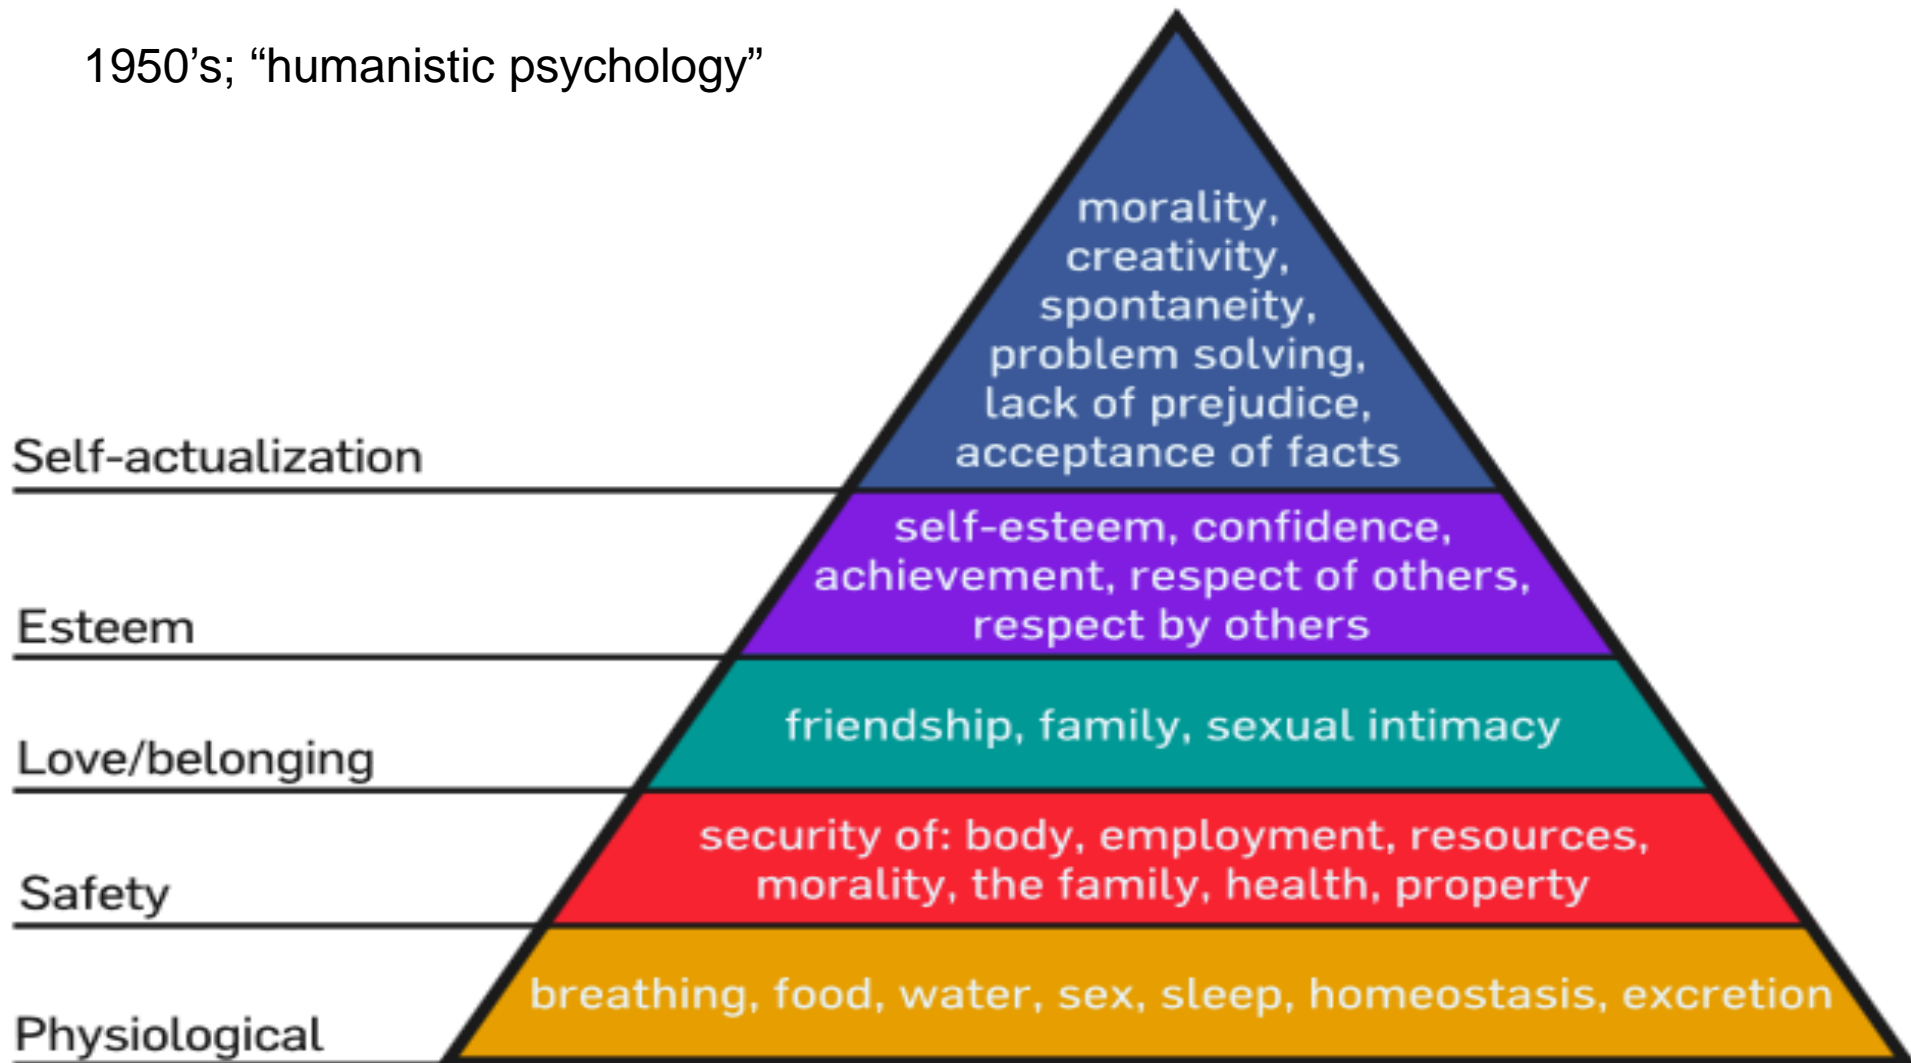 1950’s; “humanistic psychology”
morality,
creativity,
spontaneity,
problem solving,
lack of prejudice,
acceptance of facts
Self-actualization
self-esteem, confidence,
achievement, respect of others,
respect by others
Esteem
friendship, family, sexual intimacy
Love/belonging
security of: body, employment, resources,
morality, the family, health, property
Safety
breathing, food, water, sex, sleep, homeostasis, excretion
Physiological